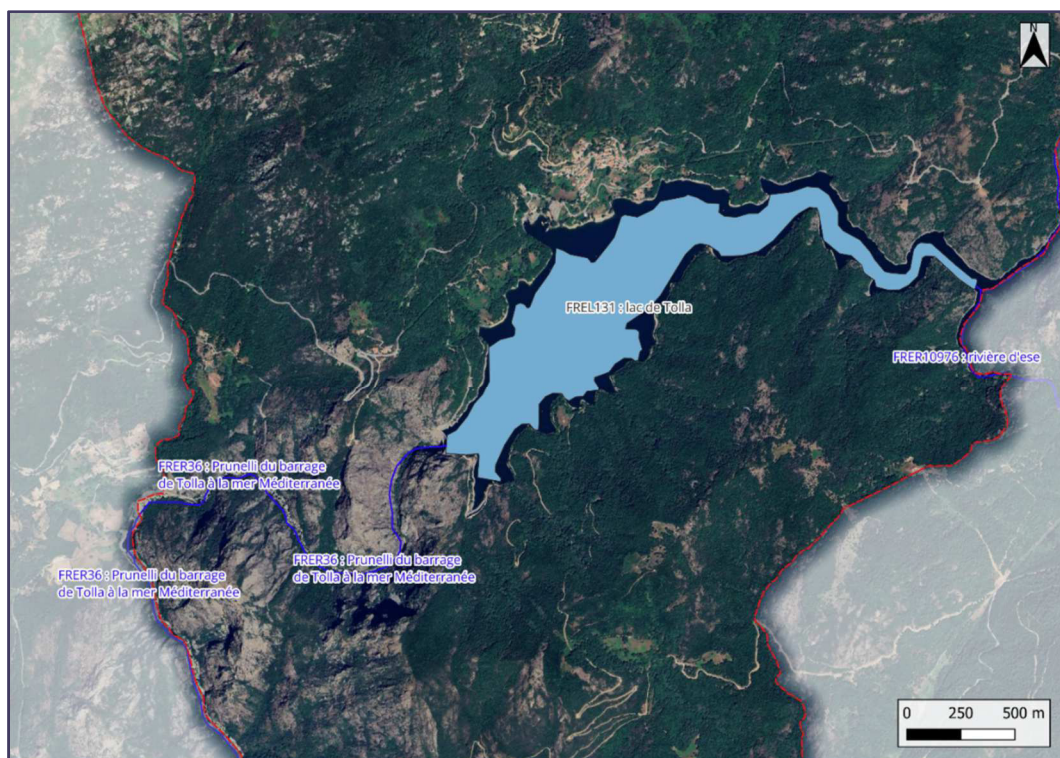 N
FREL131 : lac de Tolla
FRER10976 : rivière d'ese
FRER36 : Prunelli du barrage
de Tolla à la mer Méditerranée
FRER36 : Prunelli du barrage
de Tolla à la mer Méditerranée
FRER36 : Prunelli du barrage
de Tolla à la mer Méditerranée
0 250 500 m